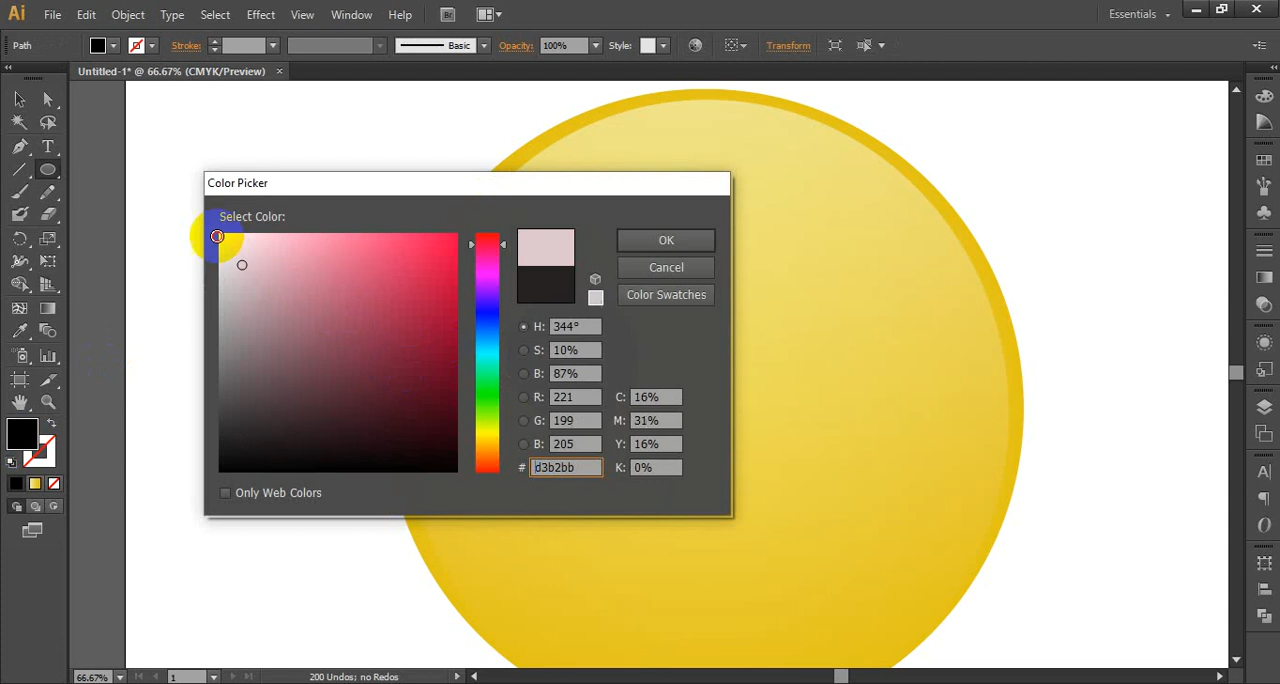 Ai File Edit Object Type Select Effect View Window Help Br Essentials
Path Stroke: Basic Opacity: 100% Style: Transform
Untitled-1* @ 66.67% (CMYK/Preview) ×
Color Picker
Select Color:
OK
Cancel
Color Swatches
H: 344°
S: 10%
B: 87%
R: 221 C: 16%
G: 199 M: 31%
B: 205 Y: 16%
# d3b2bb K: 0%
Only Web Colors
66.67% 1 200 Undos; no Redos